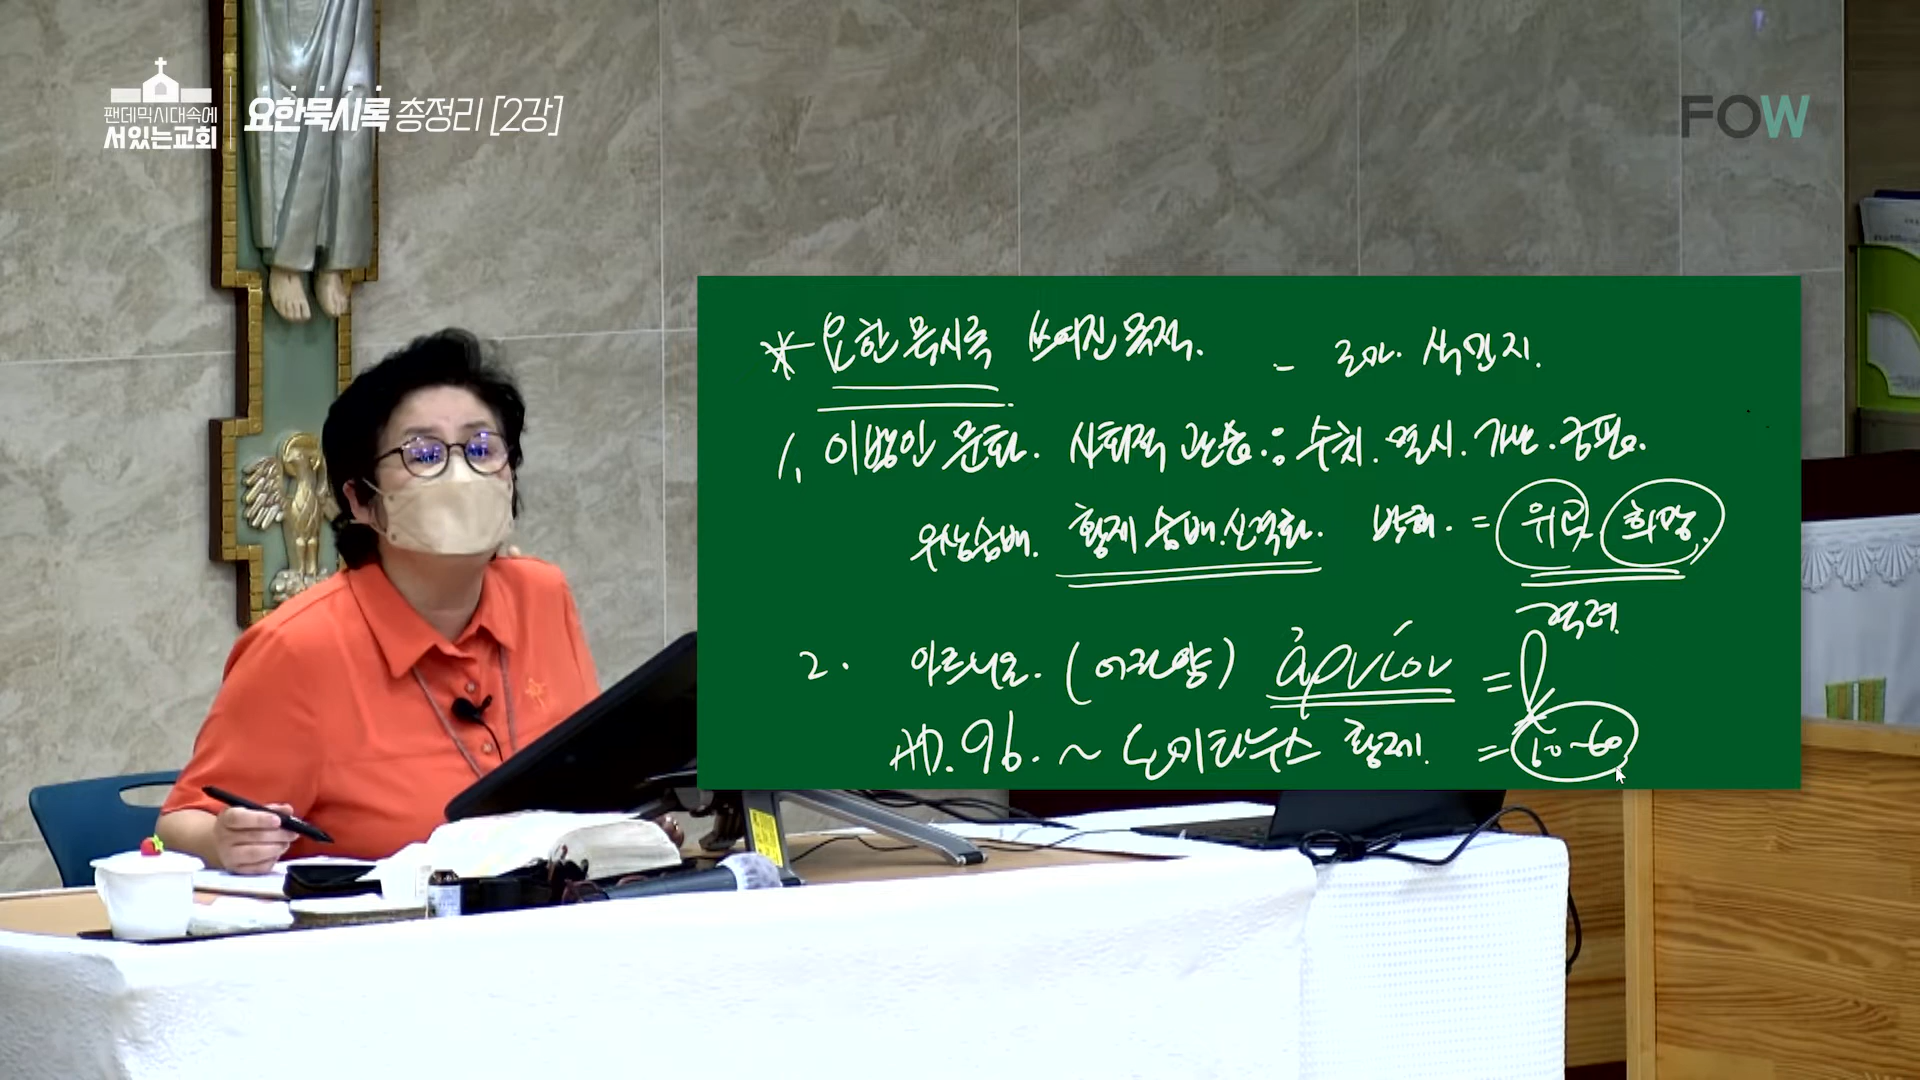 팬데믹시대속에
서있는교회
요한묵시록 총정리 [2강]
FOW
* 요한묵시록 쓰여진 목적. - 로마. 식민지.
1. 이방인 문화. 사회적 관습 : 수치. 멸시. 가난. 궁핍.
우상숭배. 황제 숭배. 신격화. 박해. = 위로 희망.
격려.
2. 아르니온. (어린양) ἀρνίον =
AD. 96. ~ 도미티아누스 황제. =